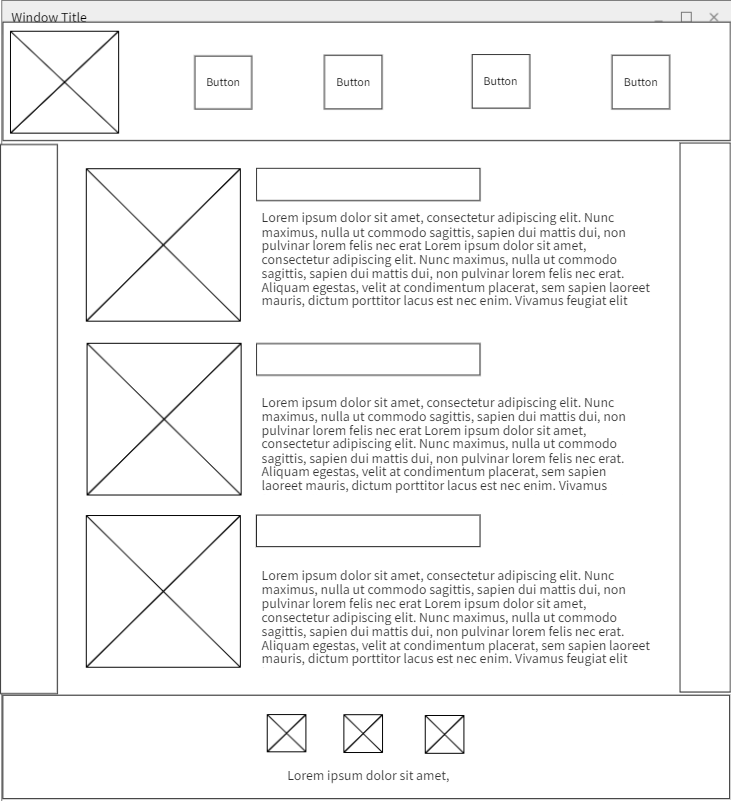 Window Title
Button
Button
Button
Button
Lorem ipsum dolor sit amet, consectetur adipiscing elit. Nunc
maximus, nulla ut commodo sagittis, sapien dui mattis dui, non
pulvinar lorem felis nec erat Lorem ipsum dolor sit amet,
consectetur adipiscing elit. Nunc maximus, nulla ut commodo
sagittis, sapien dui mattis dui, non pulvinar lorem felis nec erat.
Aliquam egestas, velit at condimentum placerat, sem sapien laoreet
mauris, dictum porttitor lacus est nec enim. Vivamus feugiat elit
Lorem ipsum dolor sit amet, consectetur adipiscing elit. Nunc
maximus, nulla ut commodo sagittis, sapien dui mattis dui, non
pulvinar lorem felis nec erat. Lorem ipsum dolor sit amet,
consectetur adipiscing elit. Nunc maximus, nulla ut commodo
sagittis, sapien dui mattis dui, non pulvinar lorem felis nec erat.
Aliquam egestas, velit at condimentum placerat, sem sapien
laoreet mauris, dictum porttitor lacus est nec enim. Vivamus
Lorem ipsum dolor sit amet, consectetur adipiscing elit. Nunc
maximus, nulla ut commodo sagittis, sapien dui mattis dui, non
pulvinar lorem felis nec erat. Lorem ipsum dolor sit amet,
consectetur adipiscing elit. Nunc maximus, nulla ut commodo
sagittis, sapien dui mattis dui, non pulvinar lorem felis nec erat.
Aliquam egestas, velit at condimentum placerat, sem sapien laoreet
mauris, dictum porttitor lacus est nec enim. Vivamus feugiat elit
Lorem ipsum dolor sit amet,